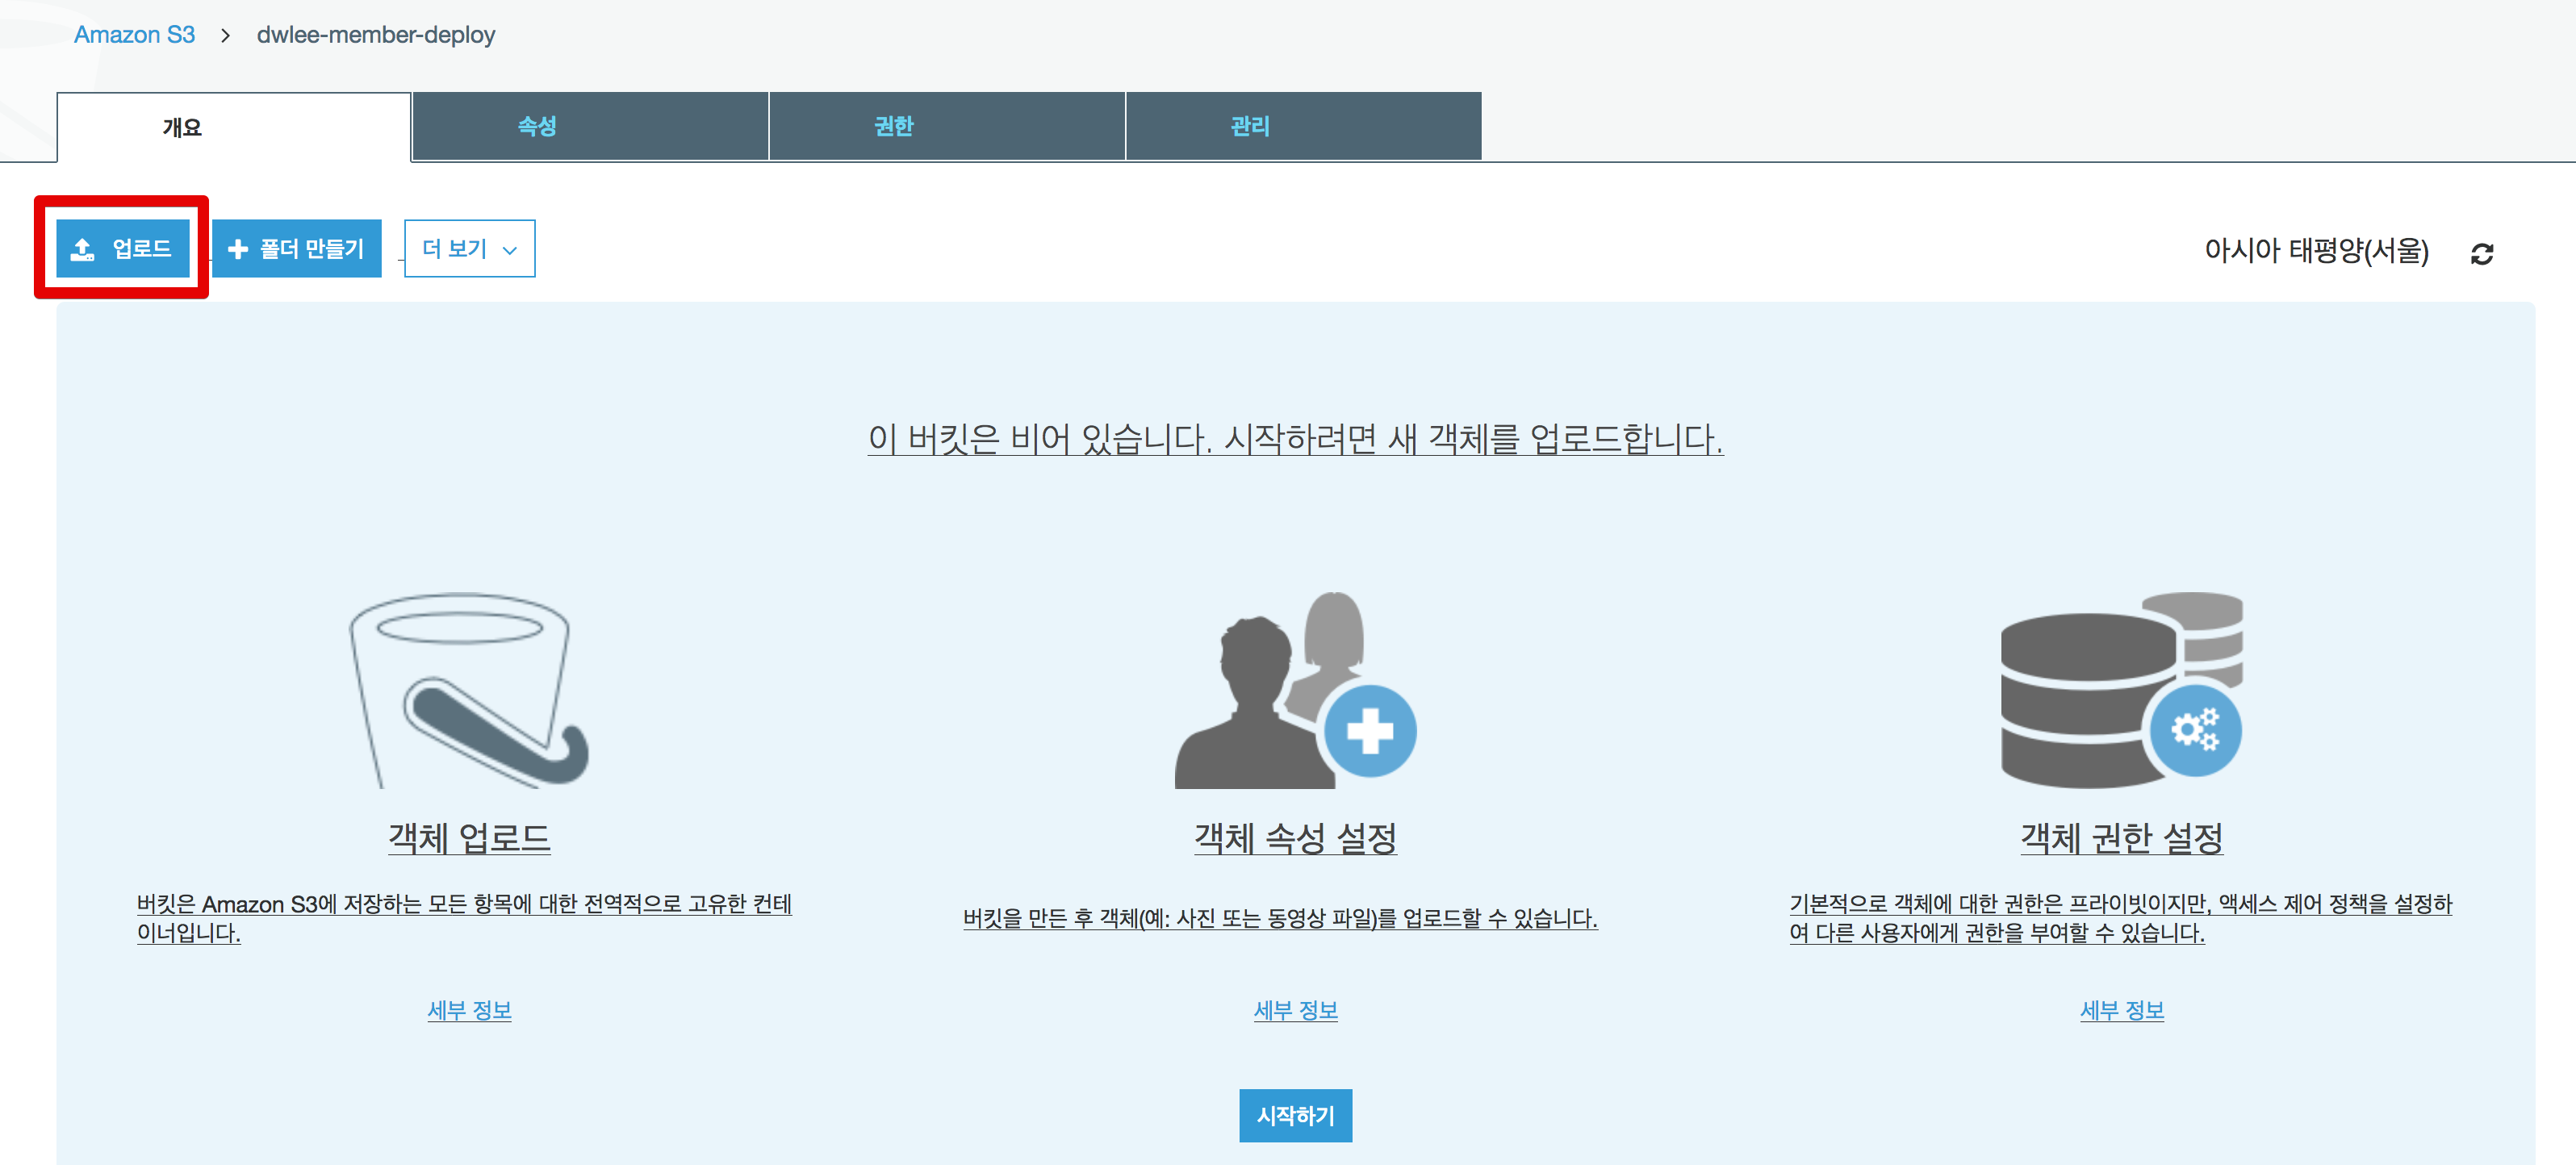 Amazon S3 > dwlee-member-deploy
개요 속성 권한 관리
업로드 폴더 만들기 더 보기 아시아 태평양(서울)
이 버킷은 비어 있습니다. 시작하려면 새 객체를 업로드합니다.
객체 업로드
버킷은 Amazon S3에 저장하는 모든 항목에 대한 전역적으로 고유한 컨테
이너입니다.
세부 정보
객체 속성 설정
버킷을 만든 후 객체(예: 사진 또는 동영상 파일)를 업로드할 수 있습니다.
세부 정보
객체 권한 설정
기본적으로 객체에 대한 권한은 프라이빗이지만, 액세스 제어 정책을 설정하
여 다른 사용자에게 권한을 부여할 수 있습니다.
세부 정보
시작하기